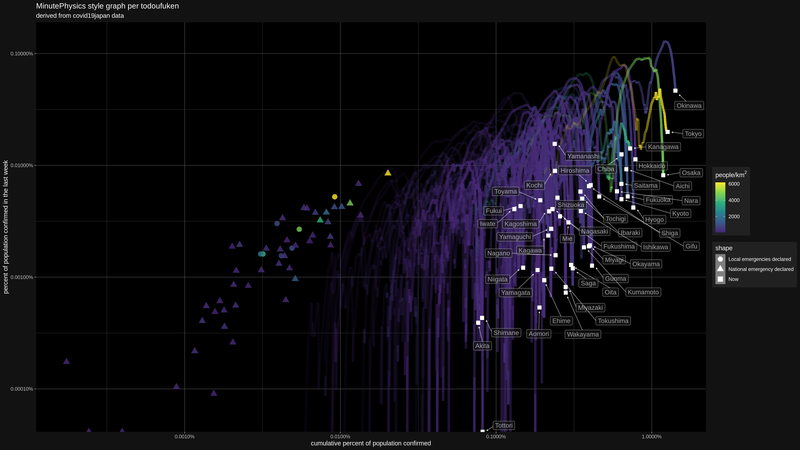 MinutePhysics style graph per todoufuken
derived from covid19japan data
percent of population confirmed in the last week
0.10000%
0.01000%
0.00100%
0.00010%
Okinawa
Tokyo
Kanagawa
Yamanashi
Chiba
Hokkaido
Hiroshima
Osaka
Kochi
Saitama
Aichi
Toyama
Fukuoka
Nara
Shizuoka
Fukui
Kyoto
Tochigi
Hyogo
Iwate
Kagoshima
Nagasaki
Ibaraki
Shiga
Yamaguchi
Mie
Fukushima
Ishikawa
Gifu
Nagano
Kagawa
Miyagi
Okayama
Niigata
Gunma
Saga
Yamagata
Oita
Kumamoto
Miyazaki
Ehime
Tokushima
Shimane
Aomori
Wakayama
Akita
Tottori
0.0010%
0.0100%
0.1000%
1.0000%
cumulative percent of population confirmed
people/km²
6000
4000
2000
shape
Local emergencies declared
National emergency declared
Now